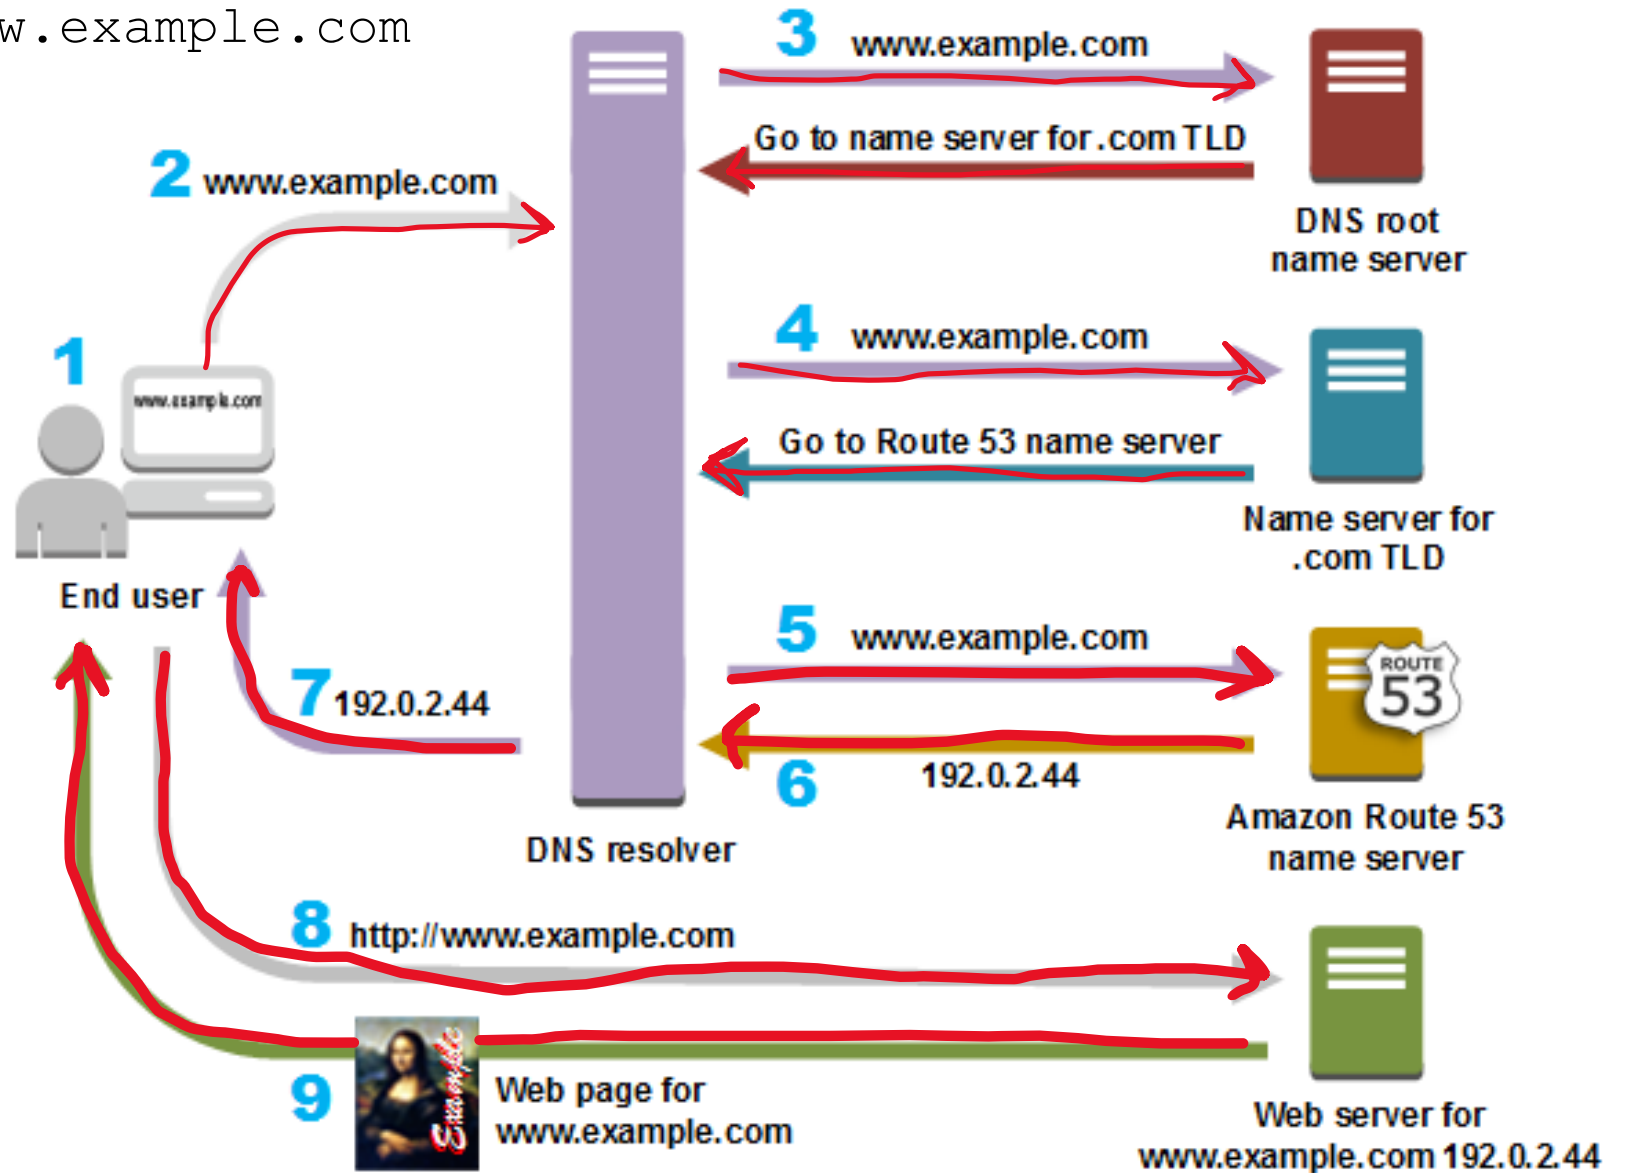 w.example.com
3 www.example.com
Go to name server for .com TLD
DNS root
name server
2 www.example.com
1
www.example.com
End user
4 www.example.com
Go to Route 53 name server
Name server for
.com TLD
5 www.example.com
ROUTE
53
6 192.0.2.44
Amazon Route 53
name server
7 192.0.2.44
DNS resolver
8 http://www.example.com
9
Example
Web page for
www.example.com
Web server for
www.example.com 192.0.2.44